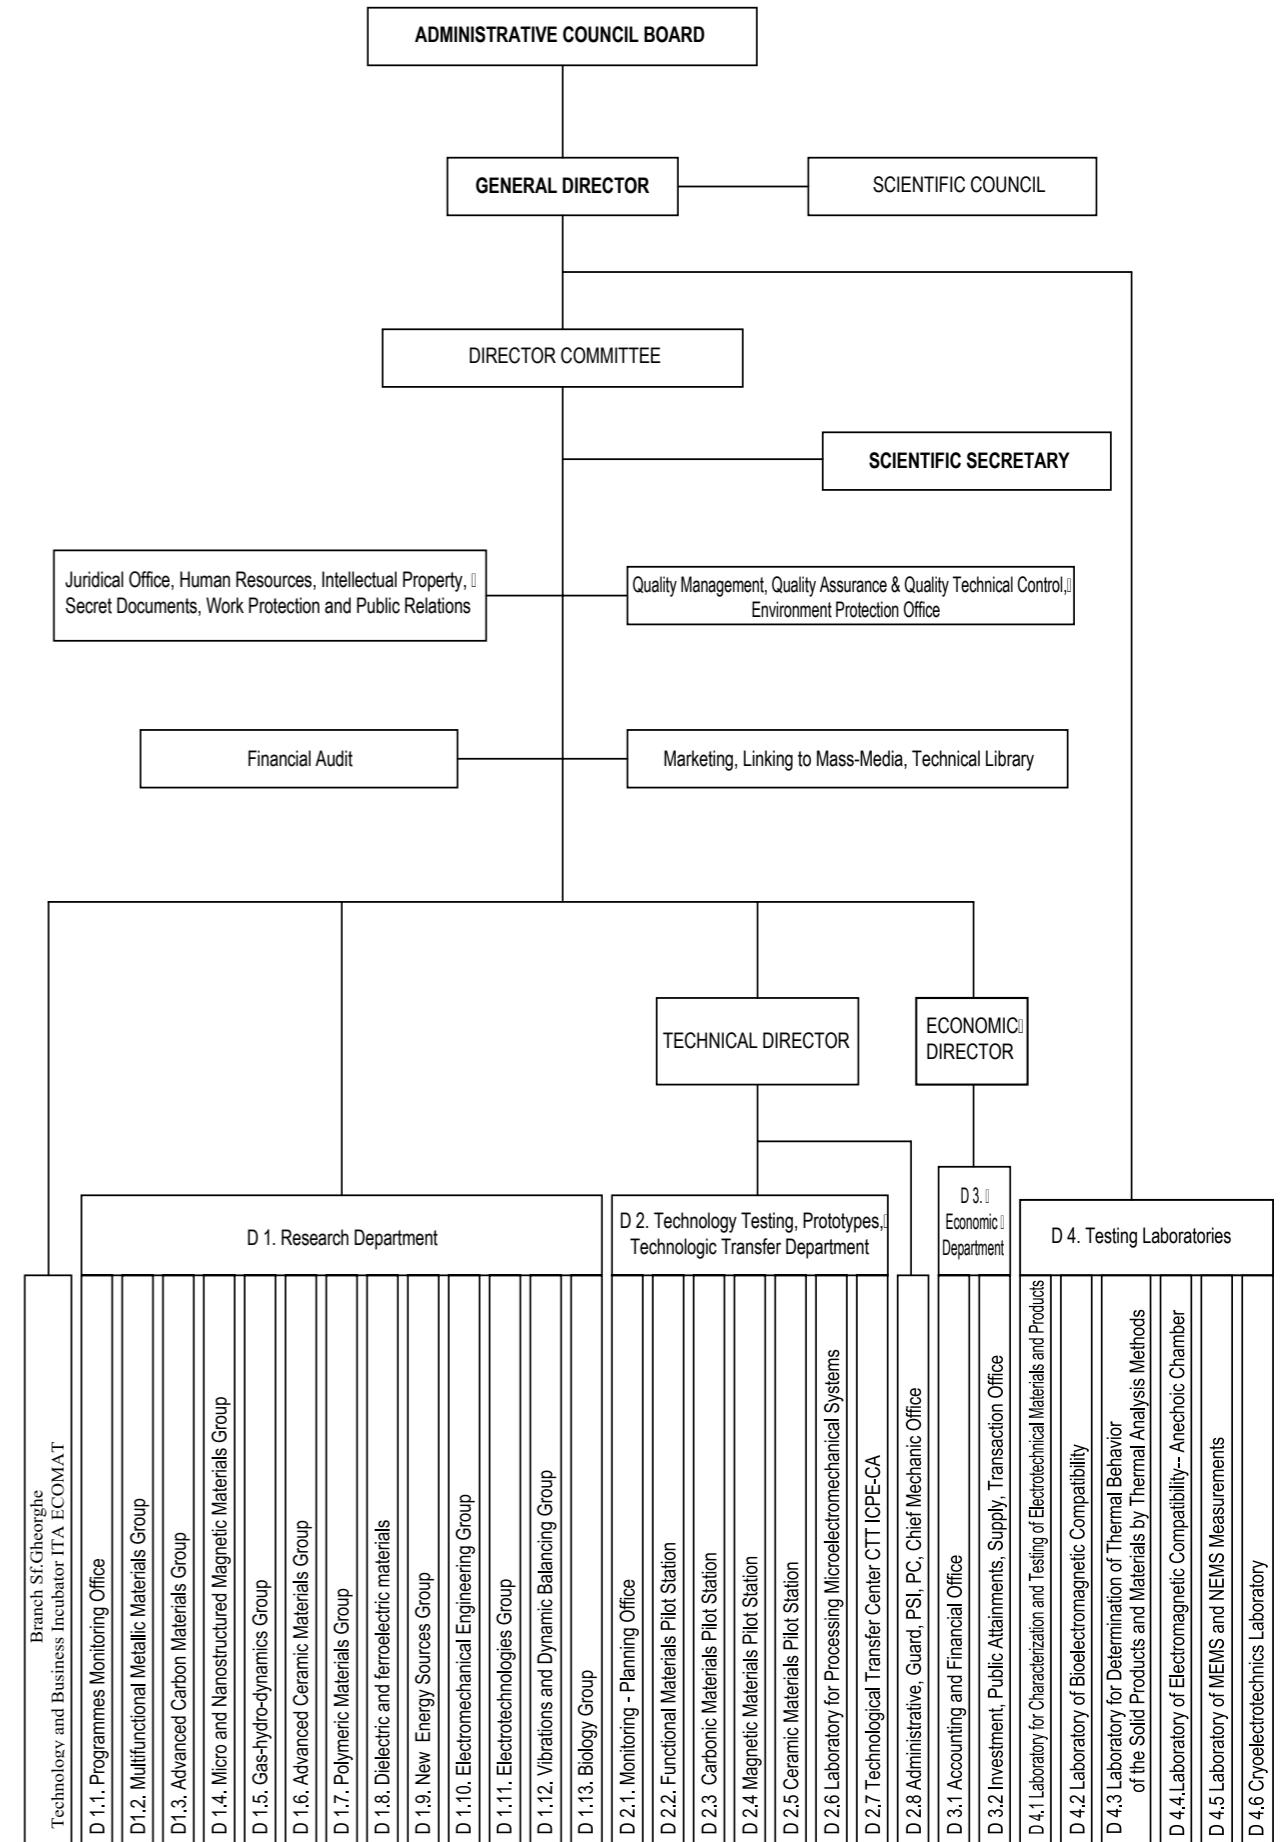 ADMINISTRATIVE COUNCIL BOARD
GENERAL DIRECTOR
SCIENTIFIC COUNCIL
DIRECTOR COMMITTEE
SCIENTIFIC SECRETARY
Juridical Office, Human Resources, Intellectual Property,
Secret Documents, Work Protection and Public Relations
Quality Management, Quality Assurance & Quality Technical Control,
Environment Protection Office
Financial Audit
Marketing, Linking to Mass-Media, Technical Library
TECHNICAL DIRECTOR
ECONOMIC
DIRECTOR
D 1. Research Department
D 2. Technology Testing, Prototypes,
Technologic Transfer Department
D 3.
Economic
Department
D 4. Testing Laboratories
Branch Sf.Gheorghe
Technology and Business Incubator ITA ECOMAT
D 1.1. Programmes Monitoring Office
D1.2. Multifunctional Metallic Materials Group
D1.3. Advanced Carbon Materials Group
D 1.4. Micro and Nanostructured Magnetic Materials Group
D 1.5. Gas-hydro-dynamics Group
D 1.6. Advanced Ceramic Materials Group
D 1.7. Polymeric Materials Group
D 1.8. Dielectric and ferroelectric materials
D 1.9. New Energy Sources Group
D 1.10. Electromechanical Engineering Group
D 1.11. Electrotechnologies Group
D 1.12. Vibrations and Dynamic Balancing Group
D 1.13. Biology Group
D 2.1. Monitoring - Planning Office
D 2.2. Functional Materials Pilot Station
D 2.3 Carbonic Materials Pilot Station
D 2.4 Magnetic Materials Pilot Station
D 2.5 Ceramic Materials Pilot Station
D 2.6 Laboratory for Processing Microelectromechanical Systems
D 2.7 Technological Transfer Center CTT ICPE-CA
D 2.8 Administrative, Guard, PSI, PC, Chief Mechanic Office
D 3.1 Accounting and Financial Office
D 3.2 Investment, Public Attainments, Supply, Transaction Office
D 4.1 Laboratory for Characterization and Testing of Electrotechnical Materials and Products
D 4.2 Laboratory of Bioelectromagnetic Compatibility
D 4.3 Laboratory for Determination of Thermal Behavior
of the Solid Products and Materials by Thermal Analysis Methods
D 4.4.Laboratory of Electromagnetic Compatibility-- Anechoic Chamber
D 4.5 Laboratory of MEMS and NEMS Measurements
D 4.6 Cryoelectrotechnics Laboratory